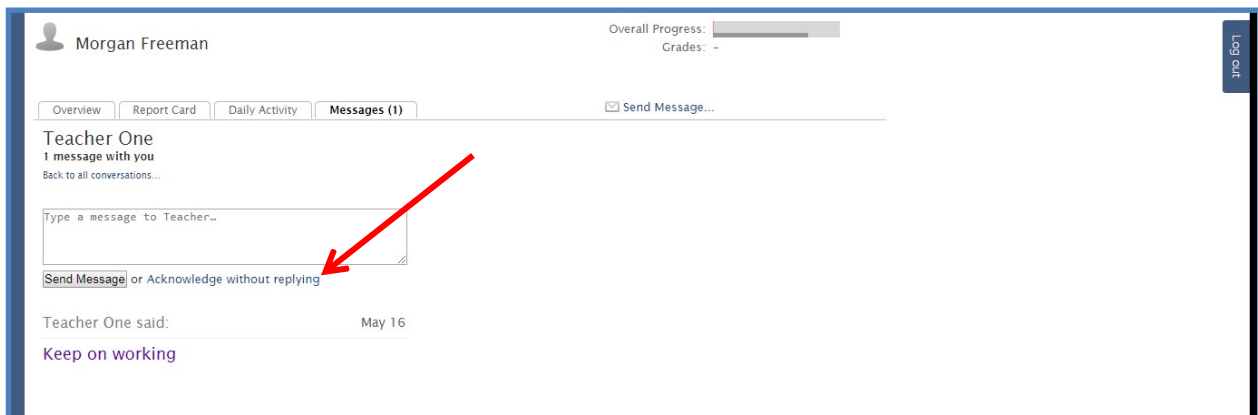 Morgan Freeman
Overall Progress:
Grades: –
Log out
Overview Report Card Daily Activity Messages (1)
Send Message...
Teacher One
1 message with you
Back to all conversations...
Type a message to Teacher…
Send Message or Acknowledge without replying
Teacher One said: May 16
Keep on working